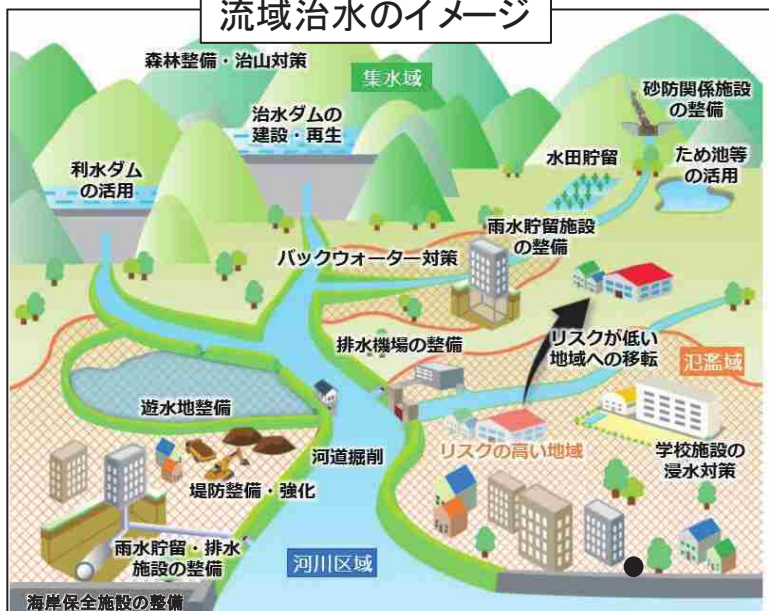 流域治水のイメージ
森林整備・治山対策
集水域
砂防関係施設
の整備
治水ダムの
建設・再生
水田貯留
ため池等
の活用
利水ダム
の活用
雨水貯留施設
の整備
バックウォーター対策
排水機場の整備
リスクが低い
地域への移転
氾濫域
遊水地整備
リスクの高い地域
学校施設の
浸水対策
河道掘削
堤防整備・強化
雨水貯留・排水
施設の整備
河川区域
海岸保全施設の整備